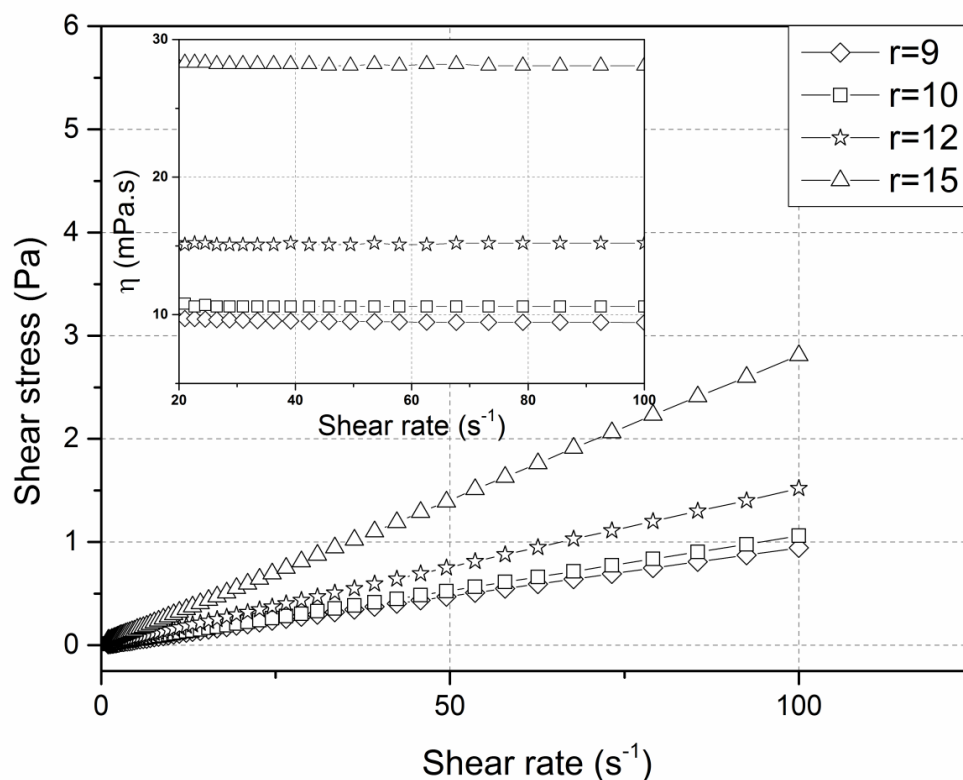 6
5
4
3
2
1
0
Shear stress (Pa)
0
50
100
Shear rate (s⁻¹)
30
20
10
η (mPa.s)
20
40
60
80
100
Shear rate (s⁻¹)
r=9
r=10
r=12
r=15